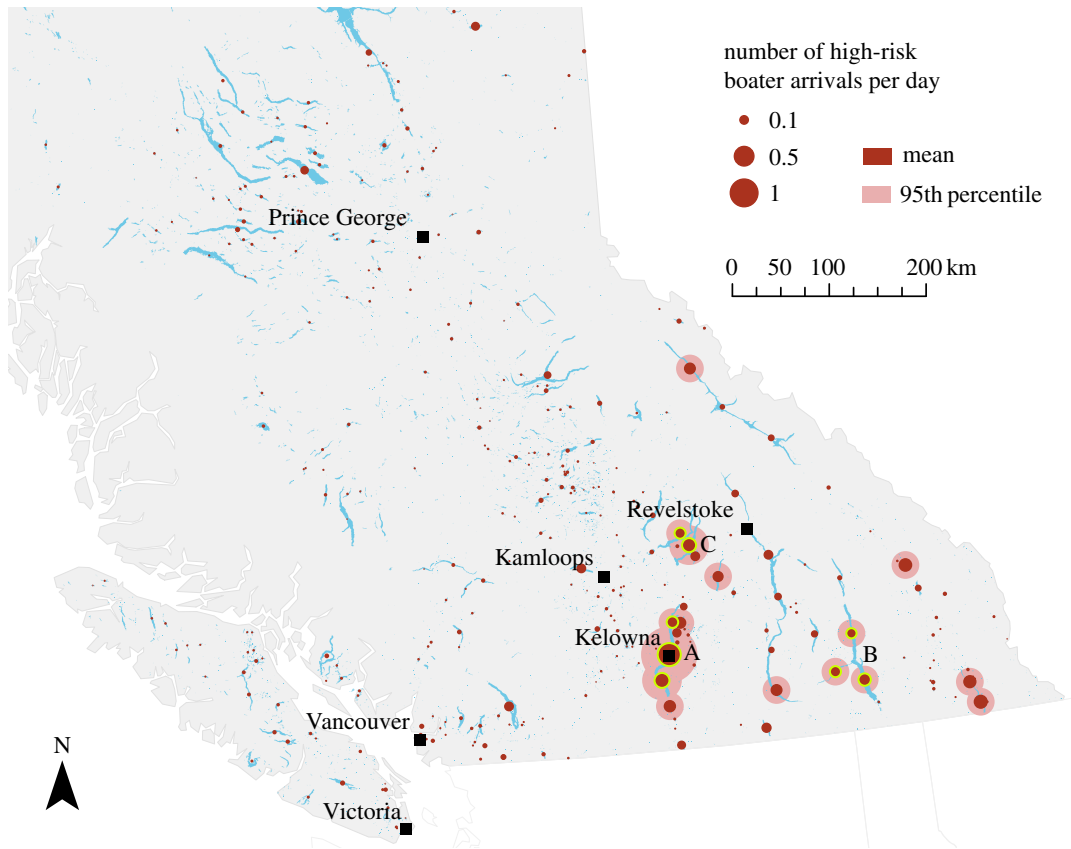 number of high-risk
boater arrivals per day
0.1
0.5
mean
1
95th percentile
Prince George
0 50 100 200 km
Revelstoke
C
Kamloops
Kelowna
A
B
Vancouver
N
Victoria